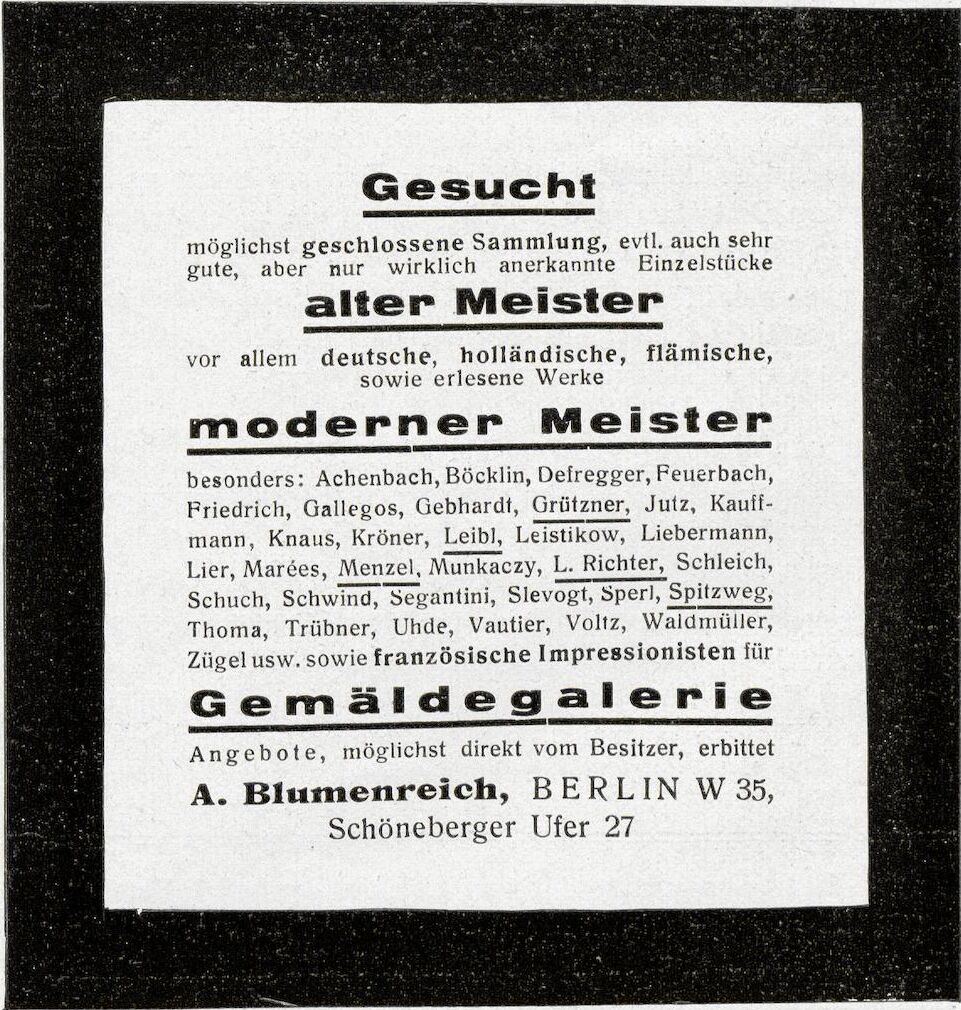 Gesucht
möglichst geschlossene Sammlung, evtl. auch sehr
gute, aber nur wirklich anerkannte Einzelstücke
alter Meister
vor allem deutsche, holländische, flämische,
sowie erlesene Werke
moderner Meister
besonders: Achenbach, Böcklin, Defregger, Feuerbach,
Friedrich, Gallegos, Gebhardt, Grützner, Jutz, Kauff-
mann, Knaus, Kröner, Leibl, Leistikow, Liebermann,
Lier, Marées, Menzel, Munkaczy, L. Richter, Schleich,
Schuch, Schwind, Segantini, Slevogt, Sperl, Spitzweg,
Thoma, Trübner, Uhde, Vautier, Voltz, Waldmüller,
Zügel usw. sowie französische Impressionisten für
Gemäldegalerie
Angebote, möglichst direkt vom Besitzer, erbittet
A. Blumenreich, BERLIN W 35,
Schöneberger Ufer 27